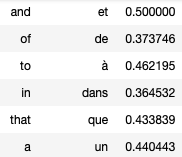 and et 0.500000
of de 0.373746
to à 0.462195
in dans 0.364532
that que 0.433839
a un 0.440443